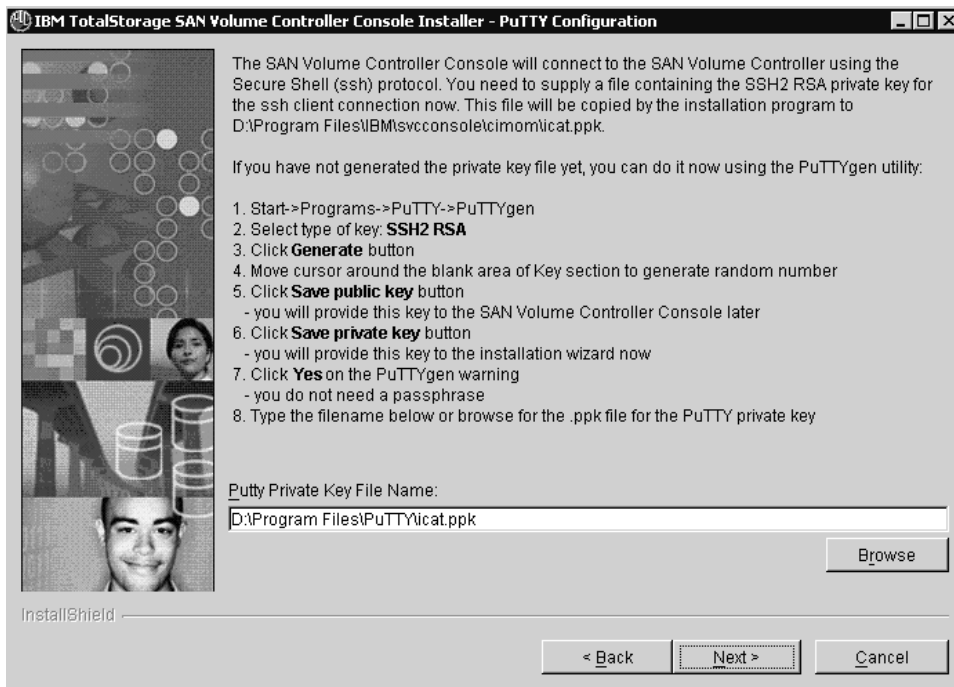 IBM TotalStorage SAN Volume Controller Console Installer - PuTTY Configuration
The SAN Volume Controller Console will connect to the SAN Volume Controller using the
Secure Shell (ssh) protocol. You need to supply a file containing the SSH2 RSA private key for
the ssh client connection now. This file will be copied by the installation program to
D:\Program Files\IBM\svcconsole\cimom\icat.ppk.
If you have not generated the private key file yet, you can do it now using the PuTTYgen utility:
1. Start->Programs->PuTTY->PuTTYgen
2. Select type of key: SSH2 RSA
3. Click Generate button
4. Move cursor around the blank area of Key section to generate random number
5. Click Save public key button
- you will provide this key to the SAN Volume Controller Console later
6. Click Save private key button
- you will provide this key to the installation wizard now
7. Click Yes on the PuTTYgen warning
- you do not need a passphrase
8. Type the filename below or browse for the .ppk file for the PuTTY private key
Putty Private Key File Name:
D:\Program Files\PuTTY\icat.ppk
Browse
InstallShield
< Back
Next >
Cancel